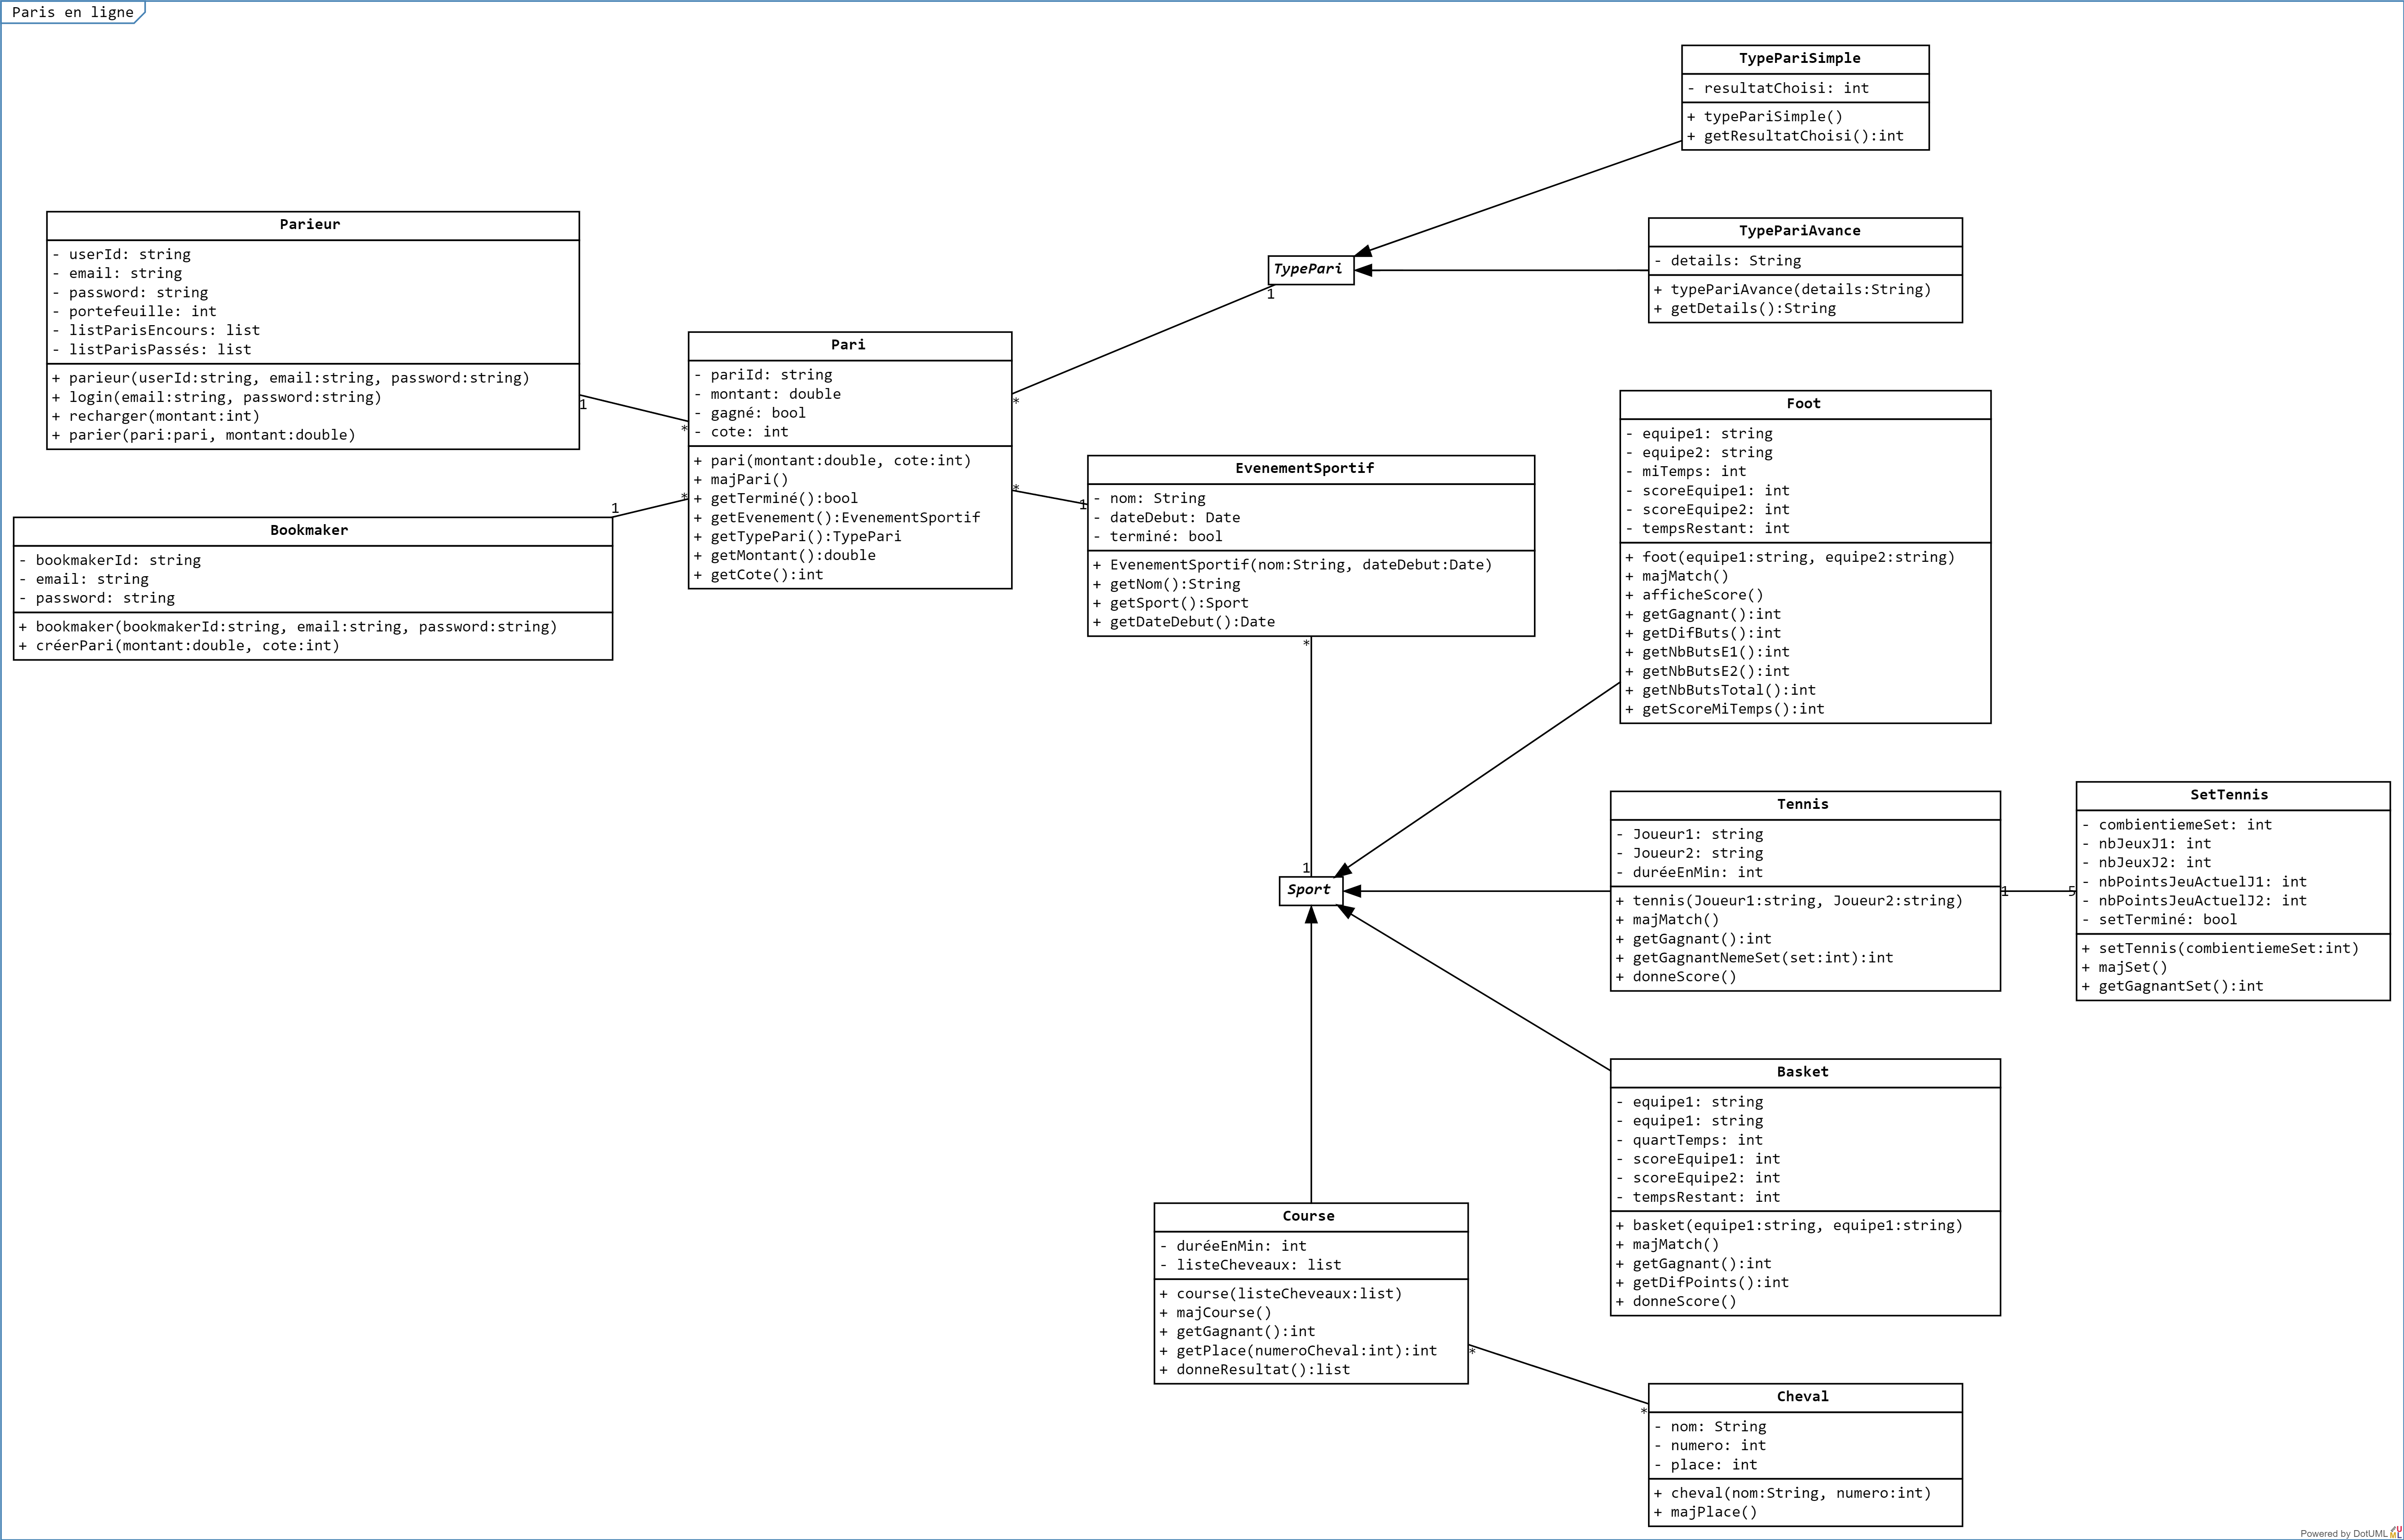 Paris en ligne
TypePariSimple
- resultatChoisi: int
+ typePariSimple()
+ getResultatChoisi():int
Parieur
- userId: string
- email: string
- password: string
- portefeuille: int
- listParisEncours: list
- listParisPassés: list
+ parieur(userId:string, email:string, password:string)
+ login(email:string, password:string)
+ recharger(montant:int)
+ parier(pari:pari, montant:double)
1
*
TypePariAvance
- details: String
+ typePariAvance(details:String)
+ getDetails():String
TypePari
1
*
Pari
- pariId: string
- montant: double
- gagné: bool
- cote: int
+ pari(montant:double, cote:int)
+ majPari()
+ getTerminé():bool
+ getEvenement():EvenementSportif
+ getTypePari():TypePari
+ getMontant():double
+ getCote():int
1
*
Bookmaker
- bookmakerId: string
- email: string
- password: string
+ bookmaker(bookmakerId:string, email:string, password:string)
+ créerPari(montant:double, cote:int)
*
1
EvenementSportif
- nom: String
- dateDebut: Date
- terminé: bool
+ EvenementSportif(nom:String, dateDebut:Date)
+ getNom():String
+ getSport():Sport
+ getDateDebut():Date
*
1
Foot
- equipe1: string
- equipe2: string
- miTemps: int
- scoreEquipe1: int
- scoreEquipe2: int
- tempsRestant: int
+ foot(equipe1:string, equipe2:string)
+ majMatch()
+ afficheScore()
+ getGagnant():int
+ getDifButs():int
+ getNbButsE1():int
+ getNbButsE2():int
+ getNbButsTotal():int
+ getScoreMiTemps():int
Sport
Tennis
- Joueur1: string
- Joueur2: string
- duréeEnMin: int
+ tennis(Joueur1:string, Joueur2:string)
+ majMatch()
+ getGagnant():int
+ getGagnantNemeSet(set:int):int
+ donneScore()
1
5
SetTennis
- combientiemeSet: int
- nbJeuxJ1: int
- nbJeuxJ2: int
- nbPointsJeuActuelJ1: int
- nbPointsJeuActuelJ2: int
- setTerminé: bool
+ setTennis(combientiemeSet:int)
+ majSet()
+ getGagnantSet():int
Basket
- equipe1: string
- equipe1: string
- quartTemps: int
- scoreEquipe1: int
- scoreEquipe2: int
- tempsRestant: int
+ basket(equipe1:string, equipe1:string)
+ majMatch()
+ getGagnant():int
+ getDifPoints():int
+ donneScore()
Course
- duréeEnMin: int
- listeCheveaux: list
+ course(listeCheveaux:list)
+ majCourse()
+ getGagnant():int
+ getPlace(numeroCheval:int):int
+ donneResultat():list
*
*
Cheval
- nom: String
- numero: int
- place: int
+ cheval(nom:String, numero:int)
+ majPlace()
Powered by DotUML